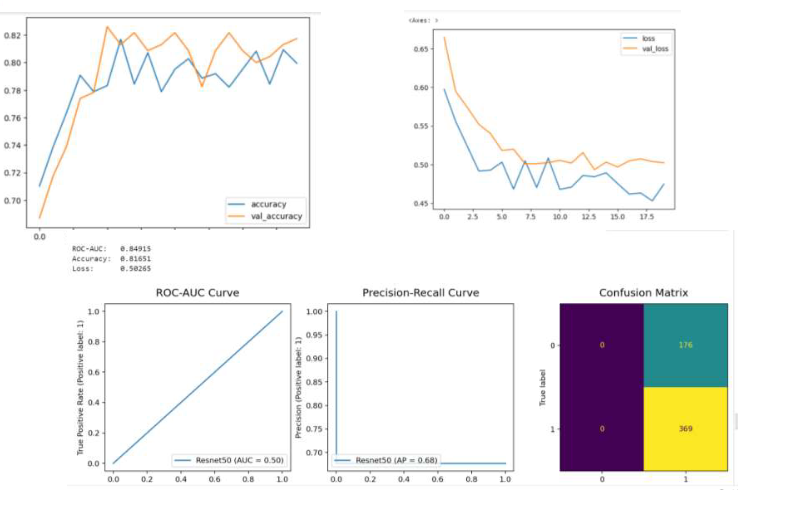 <Axes: >
0.82
0.80
0.78
0.76
0.74
0.72
0.70
0.0
accuracy
val_accuracy
0.65
0.60
0.55
0.50
0.45
0.0 2.5 5.0 7.5 10.0 12.5 15.0 17.5
loss
val_loss
ROC-AUC: 0.84915
Accuracy: 0.81651
Loss: 0.50265
ROC-AUC Curve
True Positive Rate (Positive label: 1)
1.0
0.8
0.6
0.4
0.2
0.0
Resnet50 (AUC = 0.50)
0.0 0.2 0.4 0.6 0.8 1.0
Precision-Recall Curve
Precision (Positive label: 1)
1.00
0.95
0.90
0.85
0.80
0.75
0.70
Resnet50 (AP = 0.68)
0.0 0.2 0.4 0.6 0.8 1.0
Confusion Matrix
True label
0
1
0 176
0 369
0 1